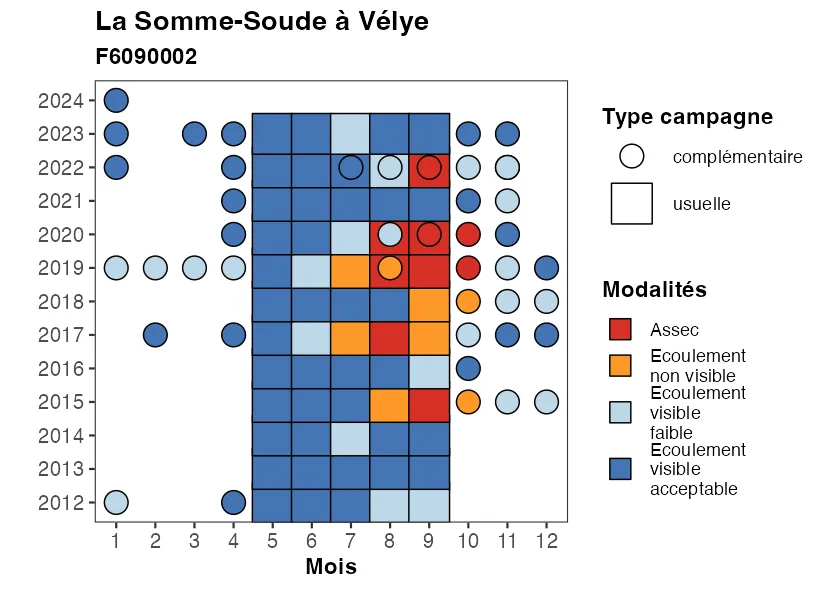 La Somme-Soude à Vélye
F6090002
2024
2023
2022
2021
2020
2019
2018
2017
2016
2015
2014
2013
2012
1 2 3 4 5 6 7 8 9 10 11 12
Mois
Type campagne
complémentaire
usuelle
Modalités
Assec
Ecoulement
non visible
Ecoulement
visible
faible
Ecoulement
visible
acceptable